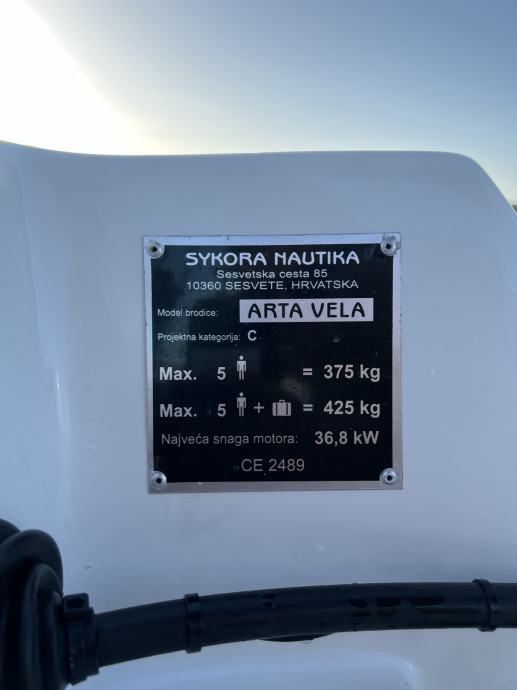 SYKORA NAUTIKA
Sesvetska cesta 85
10360 SESVETE, HRVATSKA
Model brodice: ARTA VELA
Projektna kategorija: C
Max. 5 = 375 kg
Max. 5 + = 425 kg
Najveća snaga motora: 36,8 kW
CE 2489